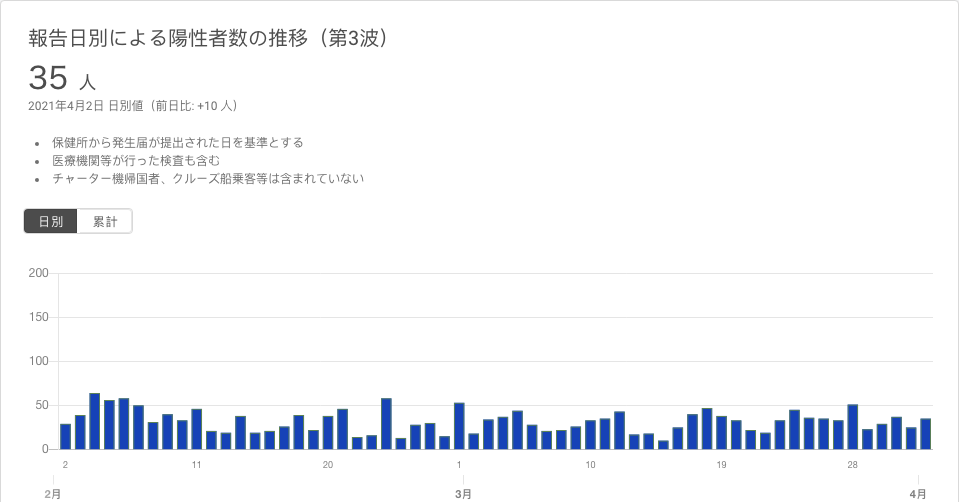 報告日別による陽性者数の推移（第3波）
35 人
2021年4月2日 日別値（前日比: +10 人）
• 保健所から発生届が提出された日を基準とする
• 医療機関等が行った検査も含む
• チャーター機帰国者、クルーズ船乗客等は含まれていない
日別 累計
200
150
100
50
0
2 11 20 1 10 19 28
2月 3月 4月